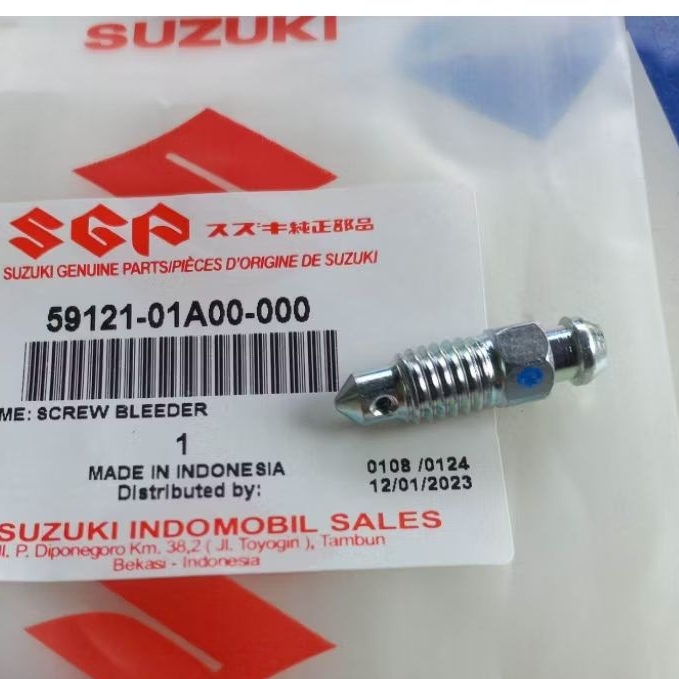 SUZUKI
SGP スズキ純正部品
SUZUKI GENUINE PARTS/PIÈCES D'ORIGINE DE SUZUKI
59121-01A00-000
ME: SCREW BLEEDER
1
MADE IN INDONESIA
0108 /0124
Distributed by:
12/01/2023
SUZUKI INDOMOBIL SALES
Jl. P. Diponegoro Km. 38,2 ( Jl. Toyogiri ), Tambun
Bekasi - Indonesia